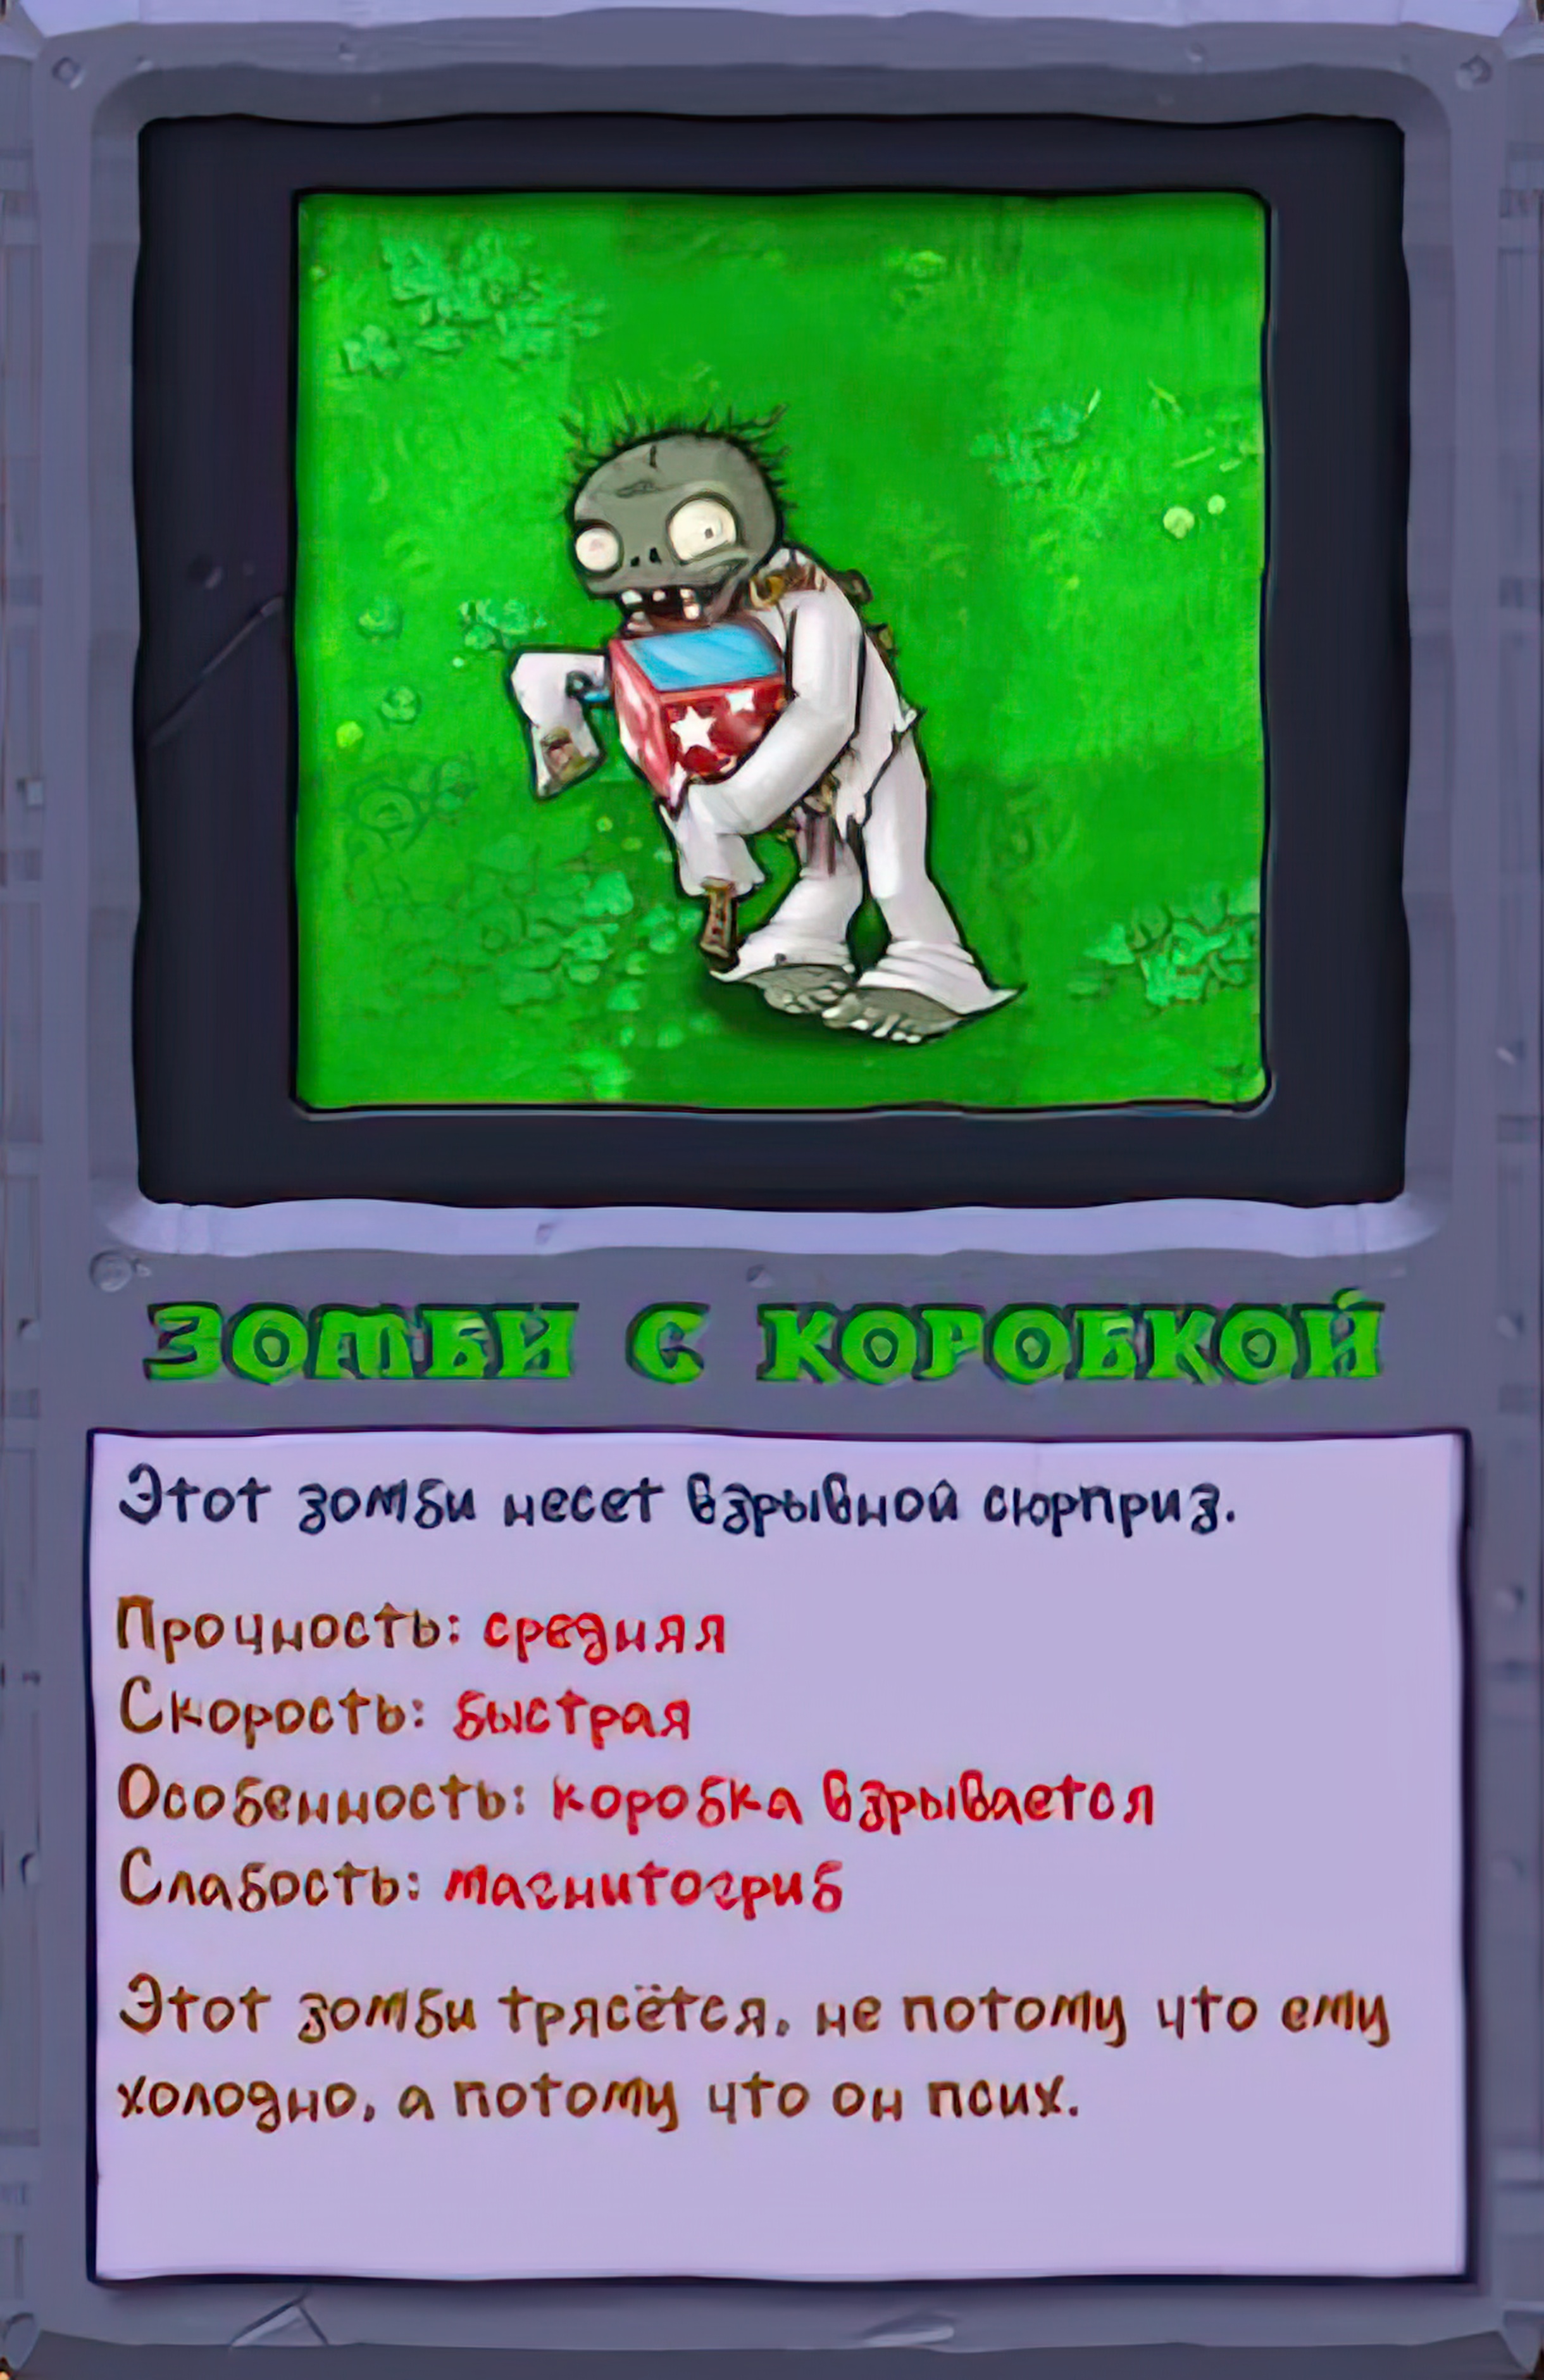 ЗОМБИ С КОРОБКОЙ
Этот зомби несет взрывной сюрприз.
Прочность: средняя
Скорость: быстрая
Особенность: коробка взрывается
Слабость: магнитогриб
Этот зомби трясётся, не потому что ему
холодно, а потому что он псих.